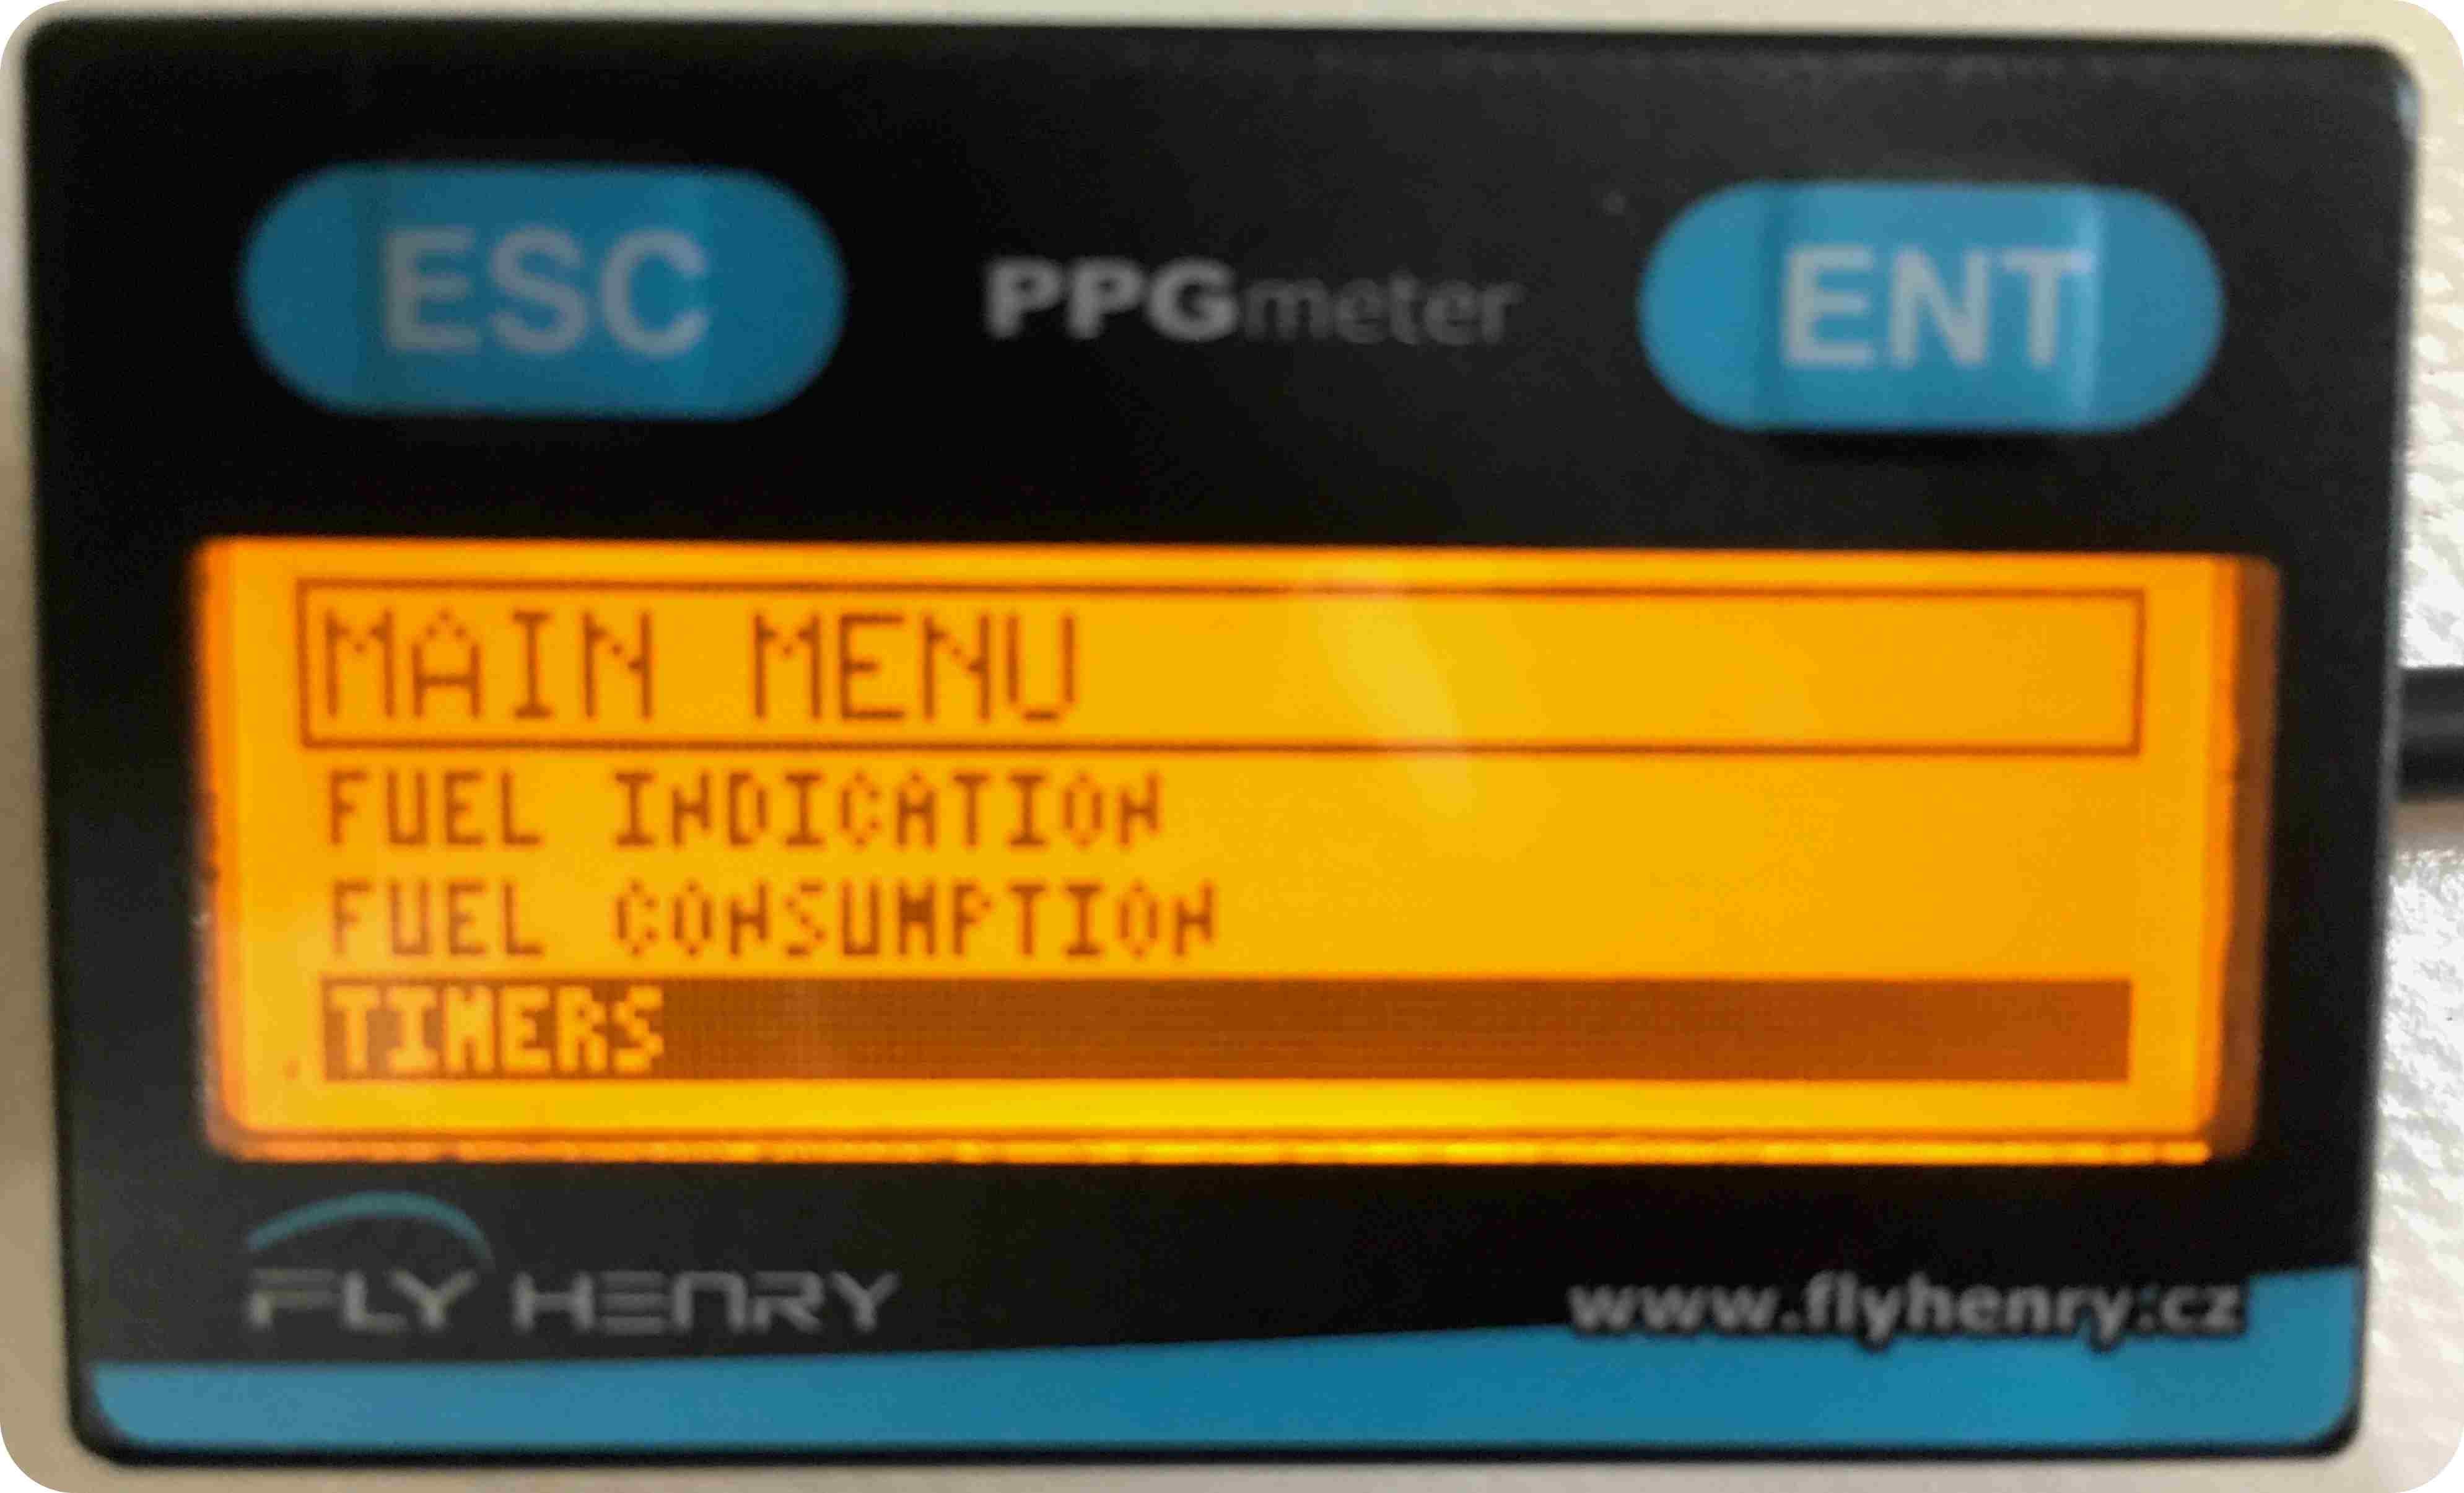 ESC PPGmeter ENT
MAIN MENU
FUEL INDICATION
FUEL CONSUMPTION
TIMERS
FLY HENRY www.flyhenry.cz